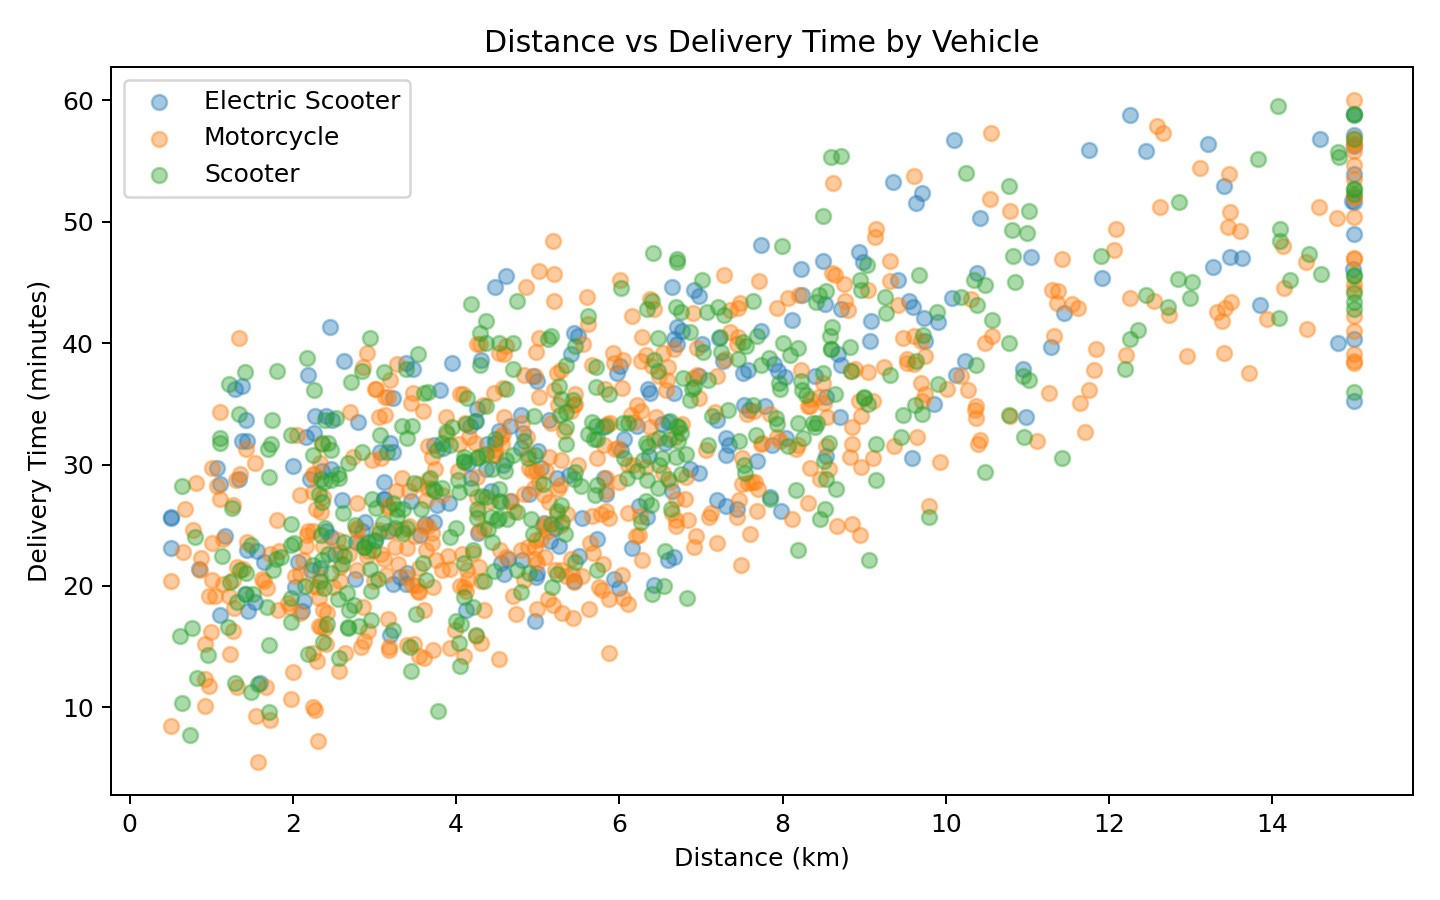 Distance vs Delivery Time by Vehicle
Electric Scooter
Motorcycle
Scooter
Delivery Time (minutes)
60
50
40
30
20
10
0 2 4 6 8 10 12 14
Distance (km)